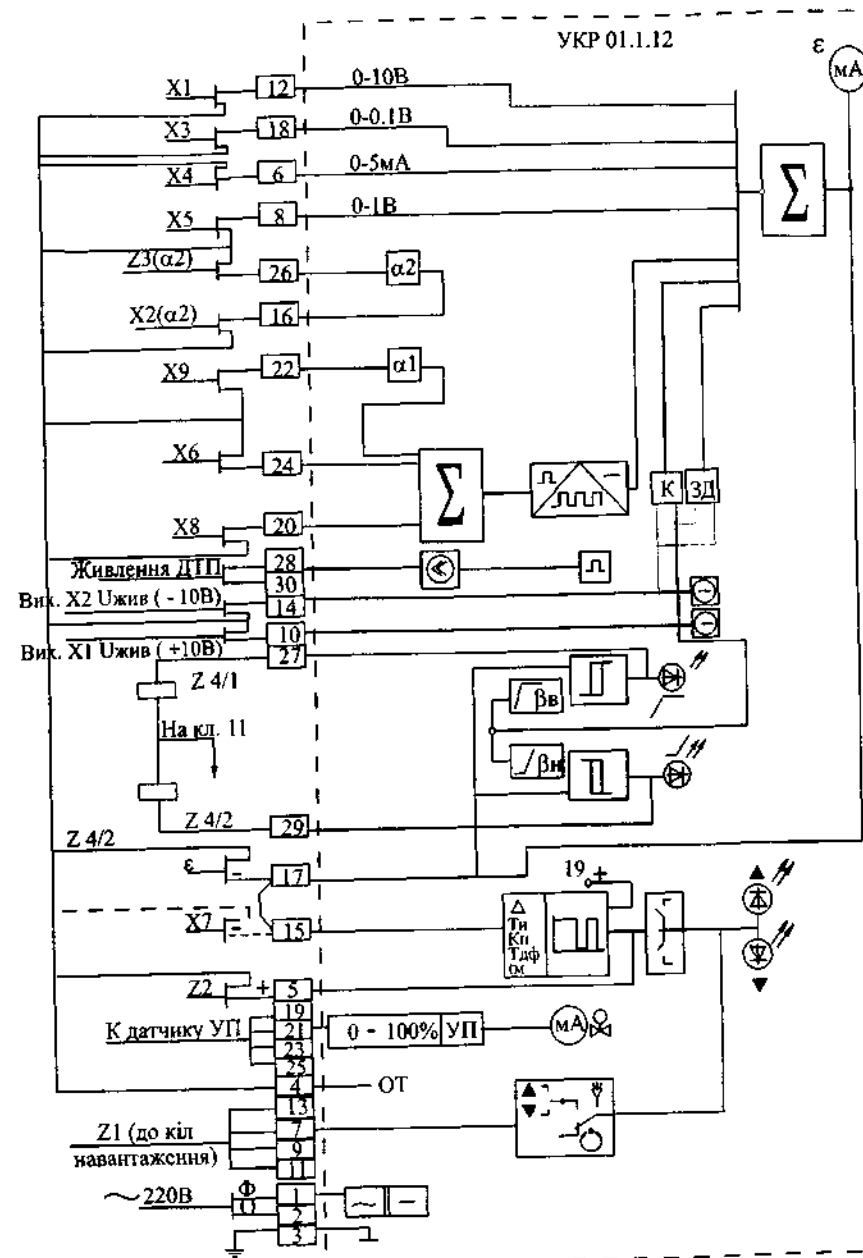 УКР 01.1.12
ε
мА
X1 12 0-10В
X3 18 0-0.1В
X4 6 0-5мА
X5 8 0-1В
Σ
Z3(α2) 26 α2
X2(α2) 16
X9 22 α1
X6 24
Σ
К ЗД
X8 20
Живлення ДТП 28
30
Вих. X2 Uжив ( - 10В) 14
10
Вих. X1 Uжив ( +10В)
27
Z 4/1
βв
На кл. 11
βн
Z 4/2 29
Z 4/2
ε - 17
19 +
X7 - 15
Δ
Ти
Кп
Тдф
Z2 + 5
19
К датчику УП 21 0 - 100% УП мА
23
25
4 ОТ
13
Z1 (до кіл 7
навантаження) 9
11
~ 220В Ф 1 ~ –
О 2
3